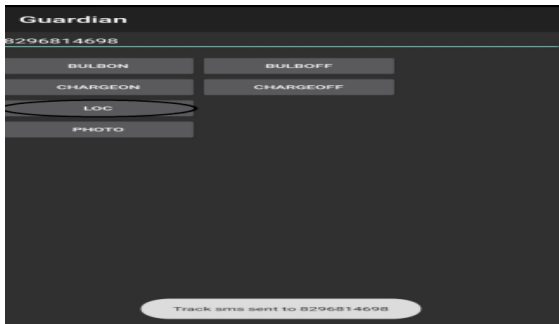 Guardian
8296814698
BULBON BULBOFF
CHARGEON CHARGEOFF
LOC
PHOTO
Track sms sent to 8296814698